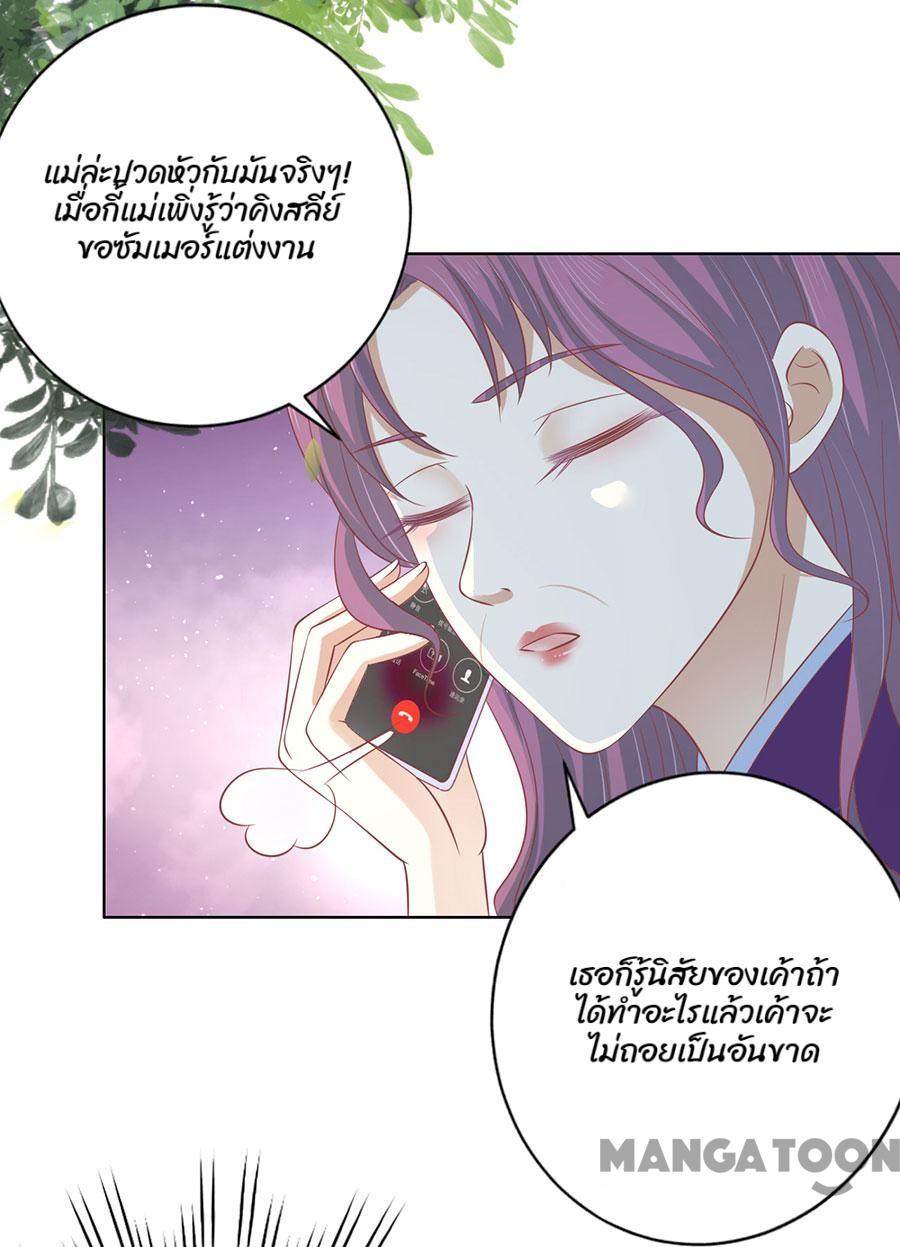 แม่ล่ะปวดหัวกับมันจริงๆ!
เมื่อกี้แม่เพิ่งรู้ว่าคิงสลีย์
ขอซัมเมอร์แต่งงาน
FaceTime
เธอก็รู้นิสัยของเค้าถ้า
ได้ทำอะไรแล้วเค้าจะ
ไม่ถอยเป็นอันขาด
MANGATOON